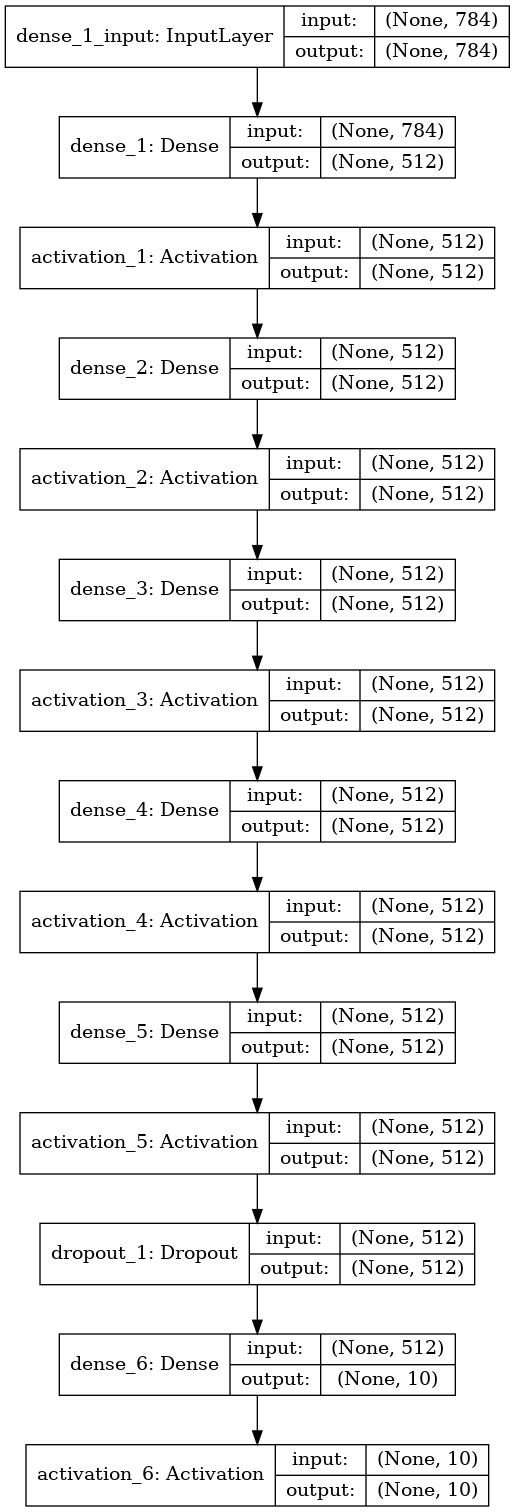 dense_1_input: InputLayer
input: (None, 784)
output: (None, 784)
dense_1: Dense
input: (None, 784)
output: (None, 512)
activation_1: Activation
input: (None, 512)
output: (None, 512)
dense_2: Dense
input: (None, 512)
output: (None, 512)
activation_2: Activation
input: (None, 512)
output: (None, 512)
dense_3: Dense
input: (None, 512)
output: (None, 512)
activation_3: Activation
input: (None, 512)
output: (None, 512)
dense_4: Dense
input: (None, 512)
output: (None, 512)
activation_4: Activation
input: (None, 512)
output: (None, 512)
dense_5: Dense
input: (None, 512)
output: (None, 512)
activation_5: Activation
input: (None, 512)
output: (None, 512)
dropout_1: Dropout
input: (None, 512)
output: (None, 512)
dense_6: Dense
input: (None, 512)
output: (None, 10)
activation_6: Activation
input: (None, 10)
output: (None, 10)